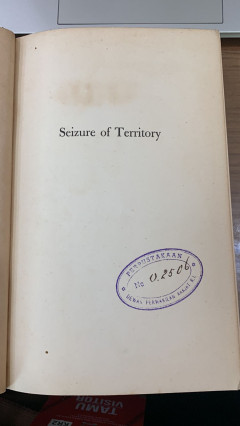 Seizure of Territory
PERPUSTAKAAN
No 0.2506
TAMU
VISITOR